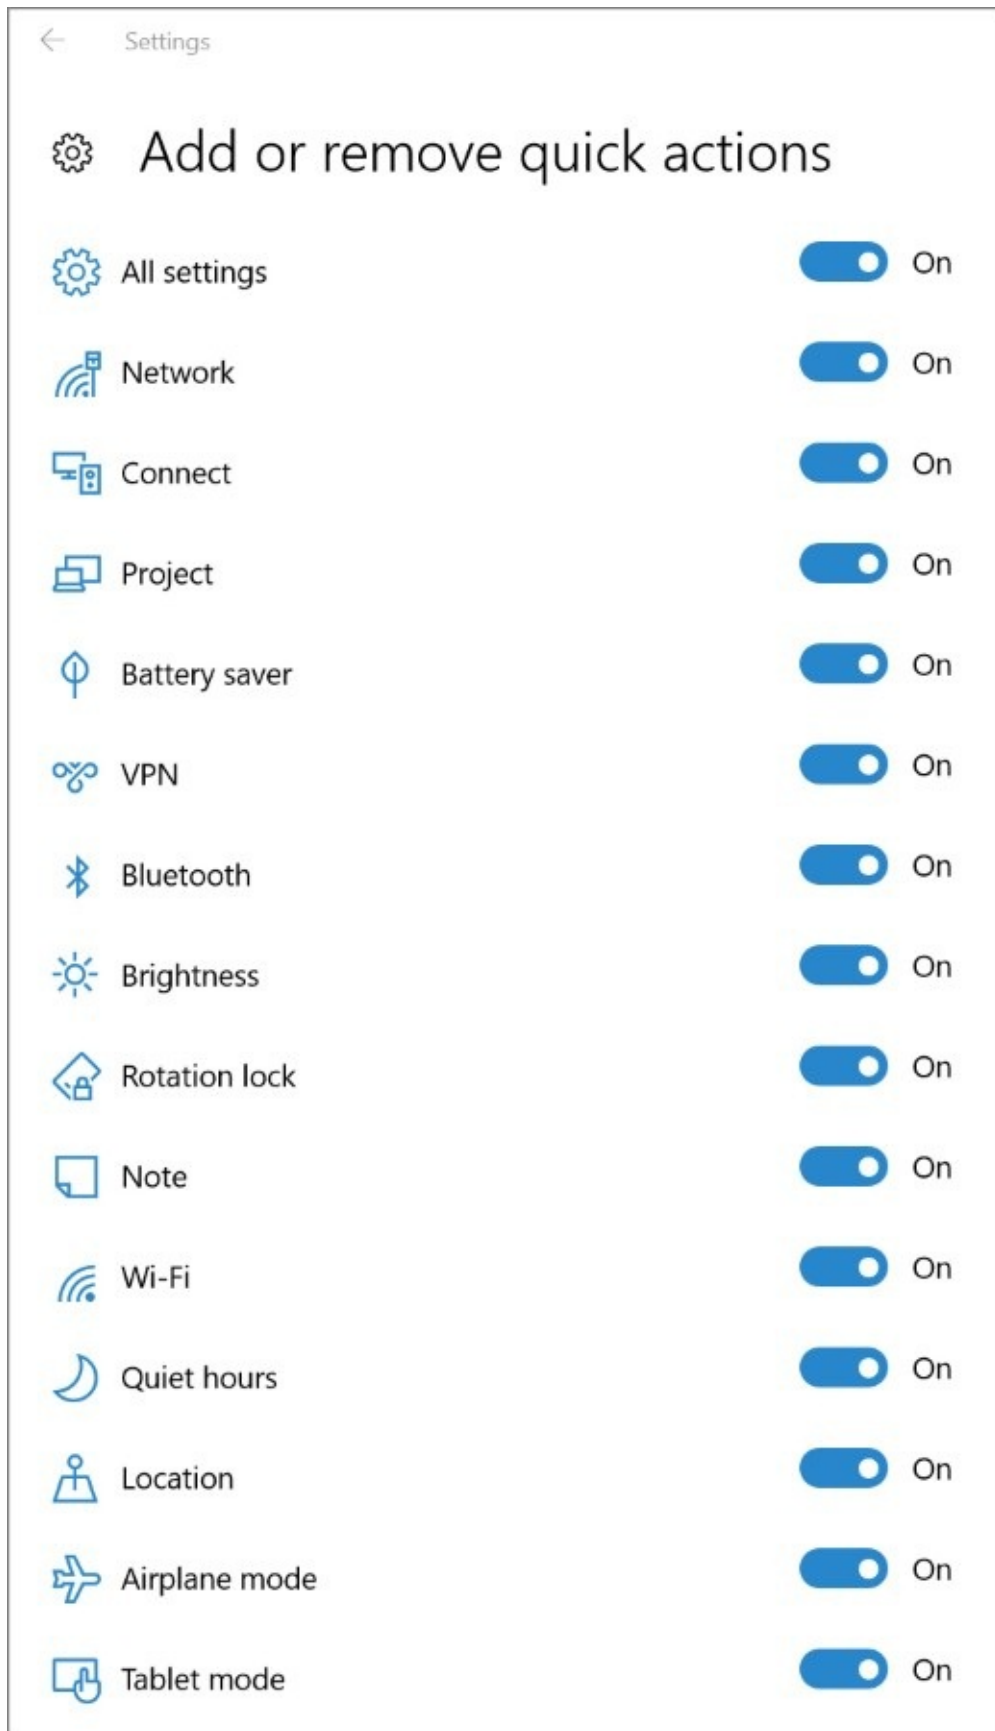 Settings
Add or remove quick actions
All settings On
Network On
Connect On
Project On
Battery saver On
VPN On
Bluetooth On
Brightness On
Rotation lock On
Note On
Wi-Fi On
Quiet hours On
Location On
Airplane mode On
Tablet mode On